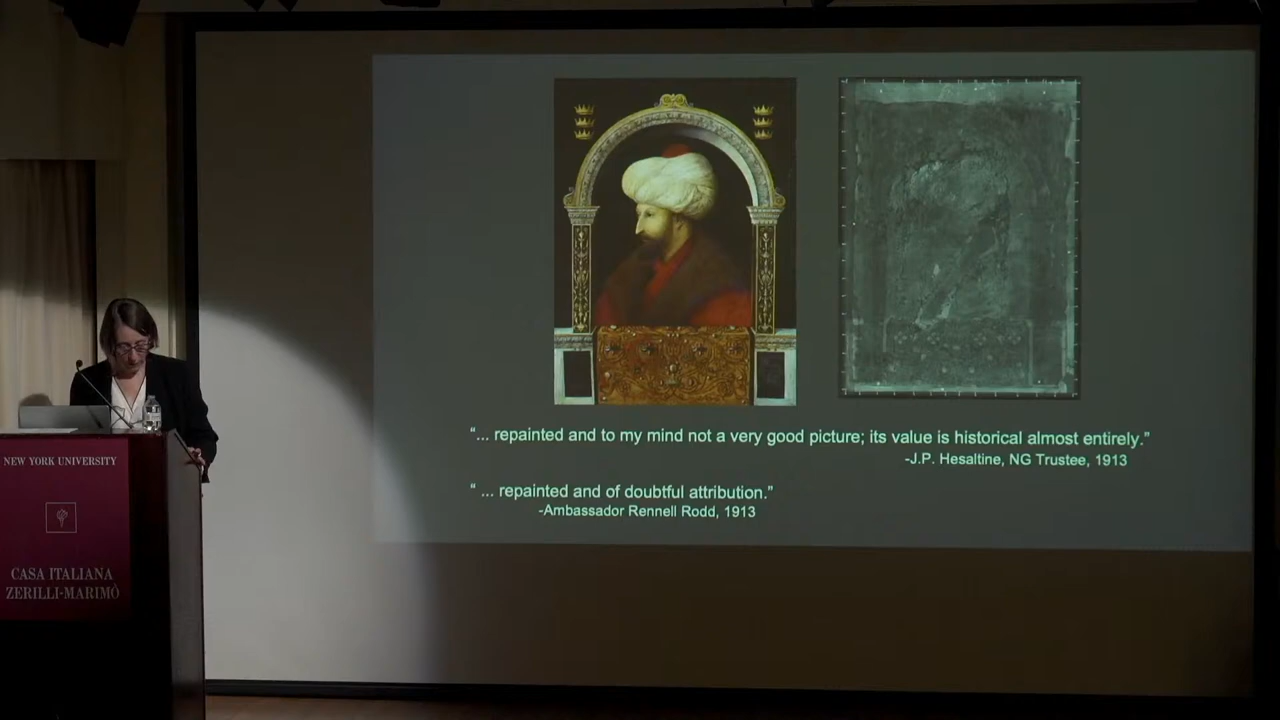 "... repainted and to my mind not a very good picture; its value is historical almost entirely."
-J.P. Hesaltine, NG Trustee, 1913
" ... repainted and of doubtful attribution."
-Ambassador Rennell Rodd, 1913
NEW YORK UNIVERSITY
CASA ITALIANA
ZERILLI-MARIMÒ